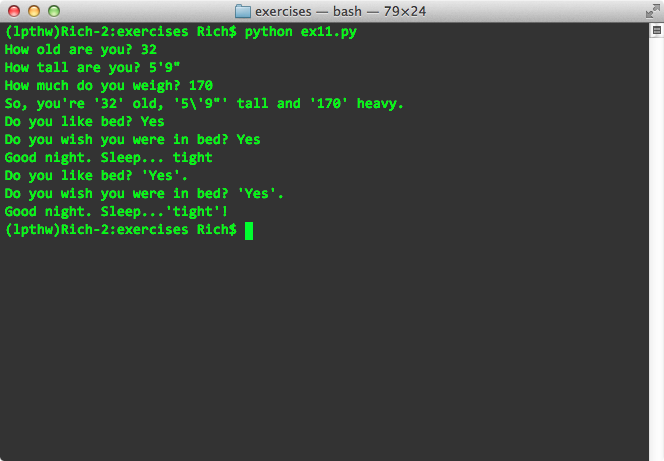 exercises — bash — 79×24
(lpthw)Rich-2:exercises Rich$ python ex11.py
How old are you? 32
How tall are you? 5'9"
How much do you weigh? 170
So, you're '32' old, '5\'9"' tall and '170' heavy.
Do you like bed? Yes
Do you wish you were in bed? Yes
Good night. Sleep... tight
Do you like bed? 'Yes'.
Do you wish you were in bed? 'Yes'.
Good night. Sleep...'tight'!
(lpthw)Rich-2:exercises Rich$